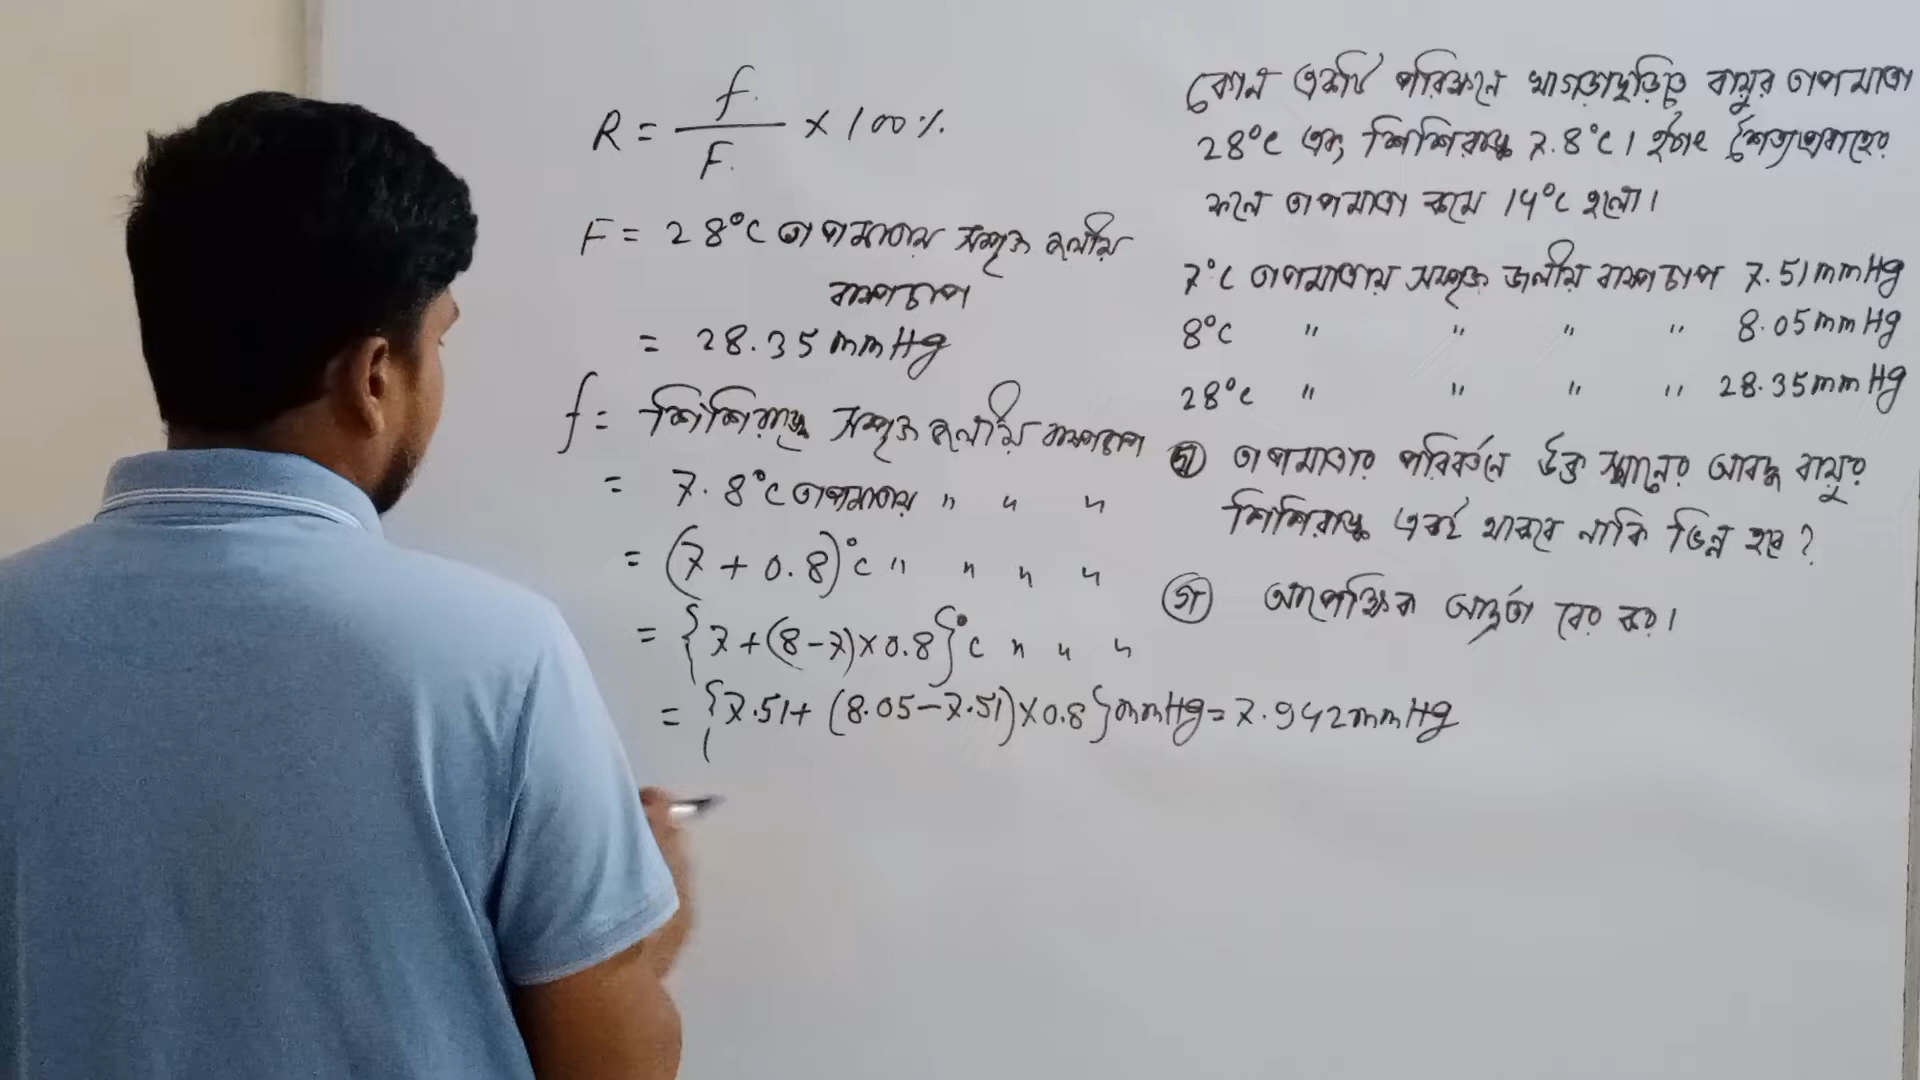 R = f/F × 100%
F = 28°C তাপমাত্রায় সম্পৃক্ত জলীয়
বাষ্পচাপ
= 28.35 mmHg
f = শিশিরাঙ্কে সম্পৃক্ত জলীয় বাষ্পচাপ
= 7.8°C তাপমাত্রায় " " "
= (7 + 0.8)°C " " " "
= {7 + (8-7)×0.8}°C " " "
= {7.51 + (8.05-7.51)×0.8} mmHg = 7.942 mmHg
কোন একটি পরিক্ষনে খাগড়াছড়িতে বায়ুর তাপমাত্রা
28°C এবং শিশিরাঙ্ক 7.8°C। হঠাৎ শৈত্যপ্রবাহের
ফলে তাপমাত্রা কমে 14°C হলো।
7°C তাপমাত্রায় সম্পৃক্ত জলীয় বাষ্পচাপ 7.51 mmHg
8°C " " " " 8.05 mmHg
28°C " " " " 28.35 mmHg
ঘ তাপমাত্রার পরিবর্তনে উক্ত স্থানের আবদ্ধ বায়ুর
শিশিরাঙ্ক একই থাকবে নাকি ভিন্ন হবে?
গ আপেক্ষিক আর্দ্রতা বের কর।